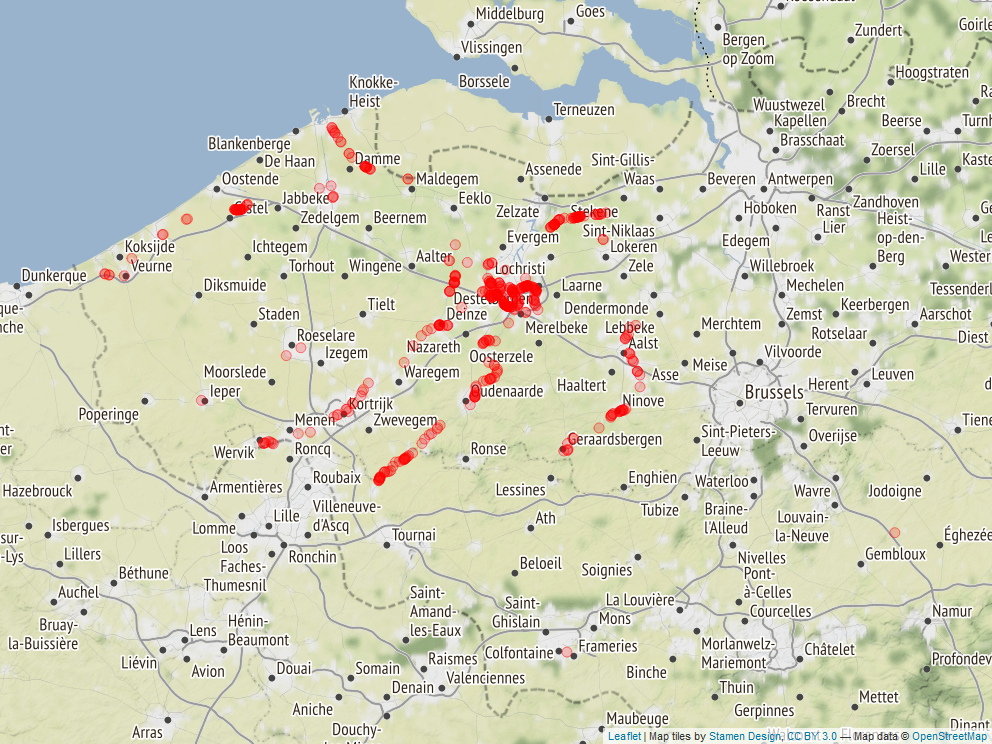 Middelburg
Goes
Roosendaal
Vlissingen
Bergen
op Zoom
Zundert
Goirle
Borssele
Hoogstraten
Knokke-
Heist
Terneuzen
Wuustwezel
Brecht
Kapellen
Beerse
Turnh
Brasschaat
Blankenberge
De Haan
Damme
Sint-Gillis-
Waas
Zoersel
Lille
Kaste
Oostende
Maldegem
Assenede
Beveren
Antwerpen
Jabbeke
Eeklo
Zandhoven
Zelzate
Stekene
Hoboken
Ranst
Lier
Heist-
op-den-
Berg
Zedelgem
Beernem
Sint-Niklaas
Edegem
Koksijde
Ichtegem
Evergem
Lokeren
Veurne
Aalter
Dunkerque
Torhout
Wingene
Lochristi
Zele
Willebroek
Wester
Diksmuide
Laarne
Mechelen
Tessenderl
Tielt
Deinze
Dendermonde
Keerbergen
Staden
Merelbeke
Merchtem
Zemst
Aarschot
Roeselare
Lebbeke
Rotselaar
Izegem
Nazareth
Aalst
Diest
Oosterzele
Vilvoorde
Moorslede
Waregem
Asse
Meise
Ieper
Oudenaarde
Haaltert
Brussels
Herent
Leuven
Poperinge
Kortrijk
Ninove
Tervuren
Menen
Zwevegem
Tiene
Geraardsbergen
Sint-Pieters-
Leeuw
Overijse
Wervik
Roncq
Ronse
Hazebrouck
Armentières
Roubaix
Lessines
Enghien
Waterloo
Wavre
Jodoigne
Isbergues
Lomme
Lille
Villeneuve-
d'Ascq
Tubize
Braine-
l'Alleud
Louvain-
la-Neuve
sur-
-Lys
Lillers
Loos
Ronchin
Tournai
Ath
Éghezée
Gembloux
Béthune
Faches-
Thumesnil
Beloeil
Soignies
Nivelles
Auchel
Pont-
à-Celles
Saint-
Amand-
les-Eaux
Saint-
Ghislain
La Louvière
Courcelles
Namur
Bruay-
la-Buissière
Lens
Hénin-
Beaumont
Mons
Liévin
Avion
Colfontaine
Frameries
Morlanwelz-
Mariemont
Châtelet
Douai
Somain
Raismes
Valenciennes
Binche
Profondev
Denain
Thuin
Aniche
Gerpinnes
Mettet
Arras
Douchy-
Maubeuge
Dinant
Leaflet | Map tiles by Stamen Design, CC BY 3.0 — Map data © OpenStreetMap